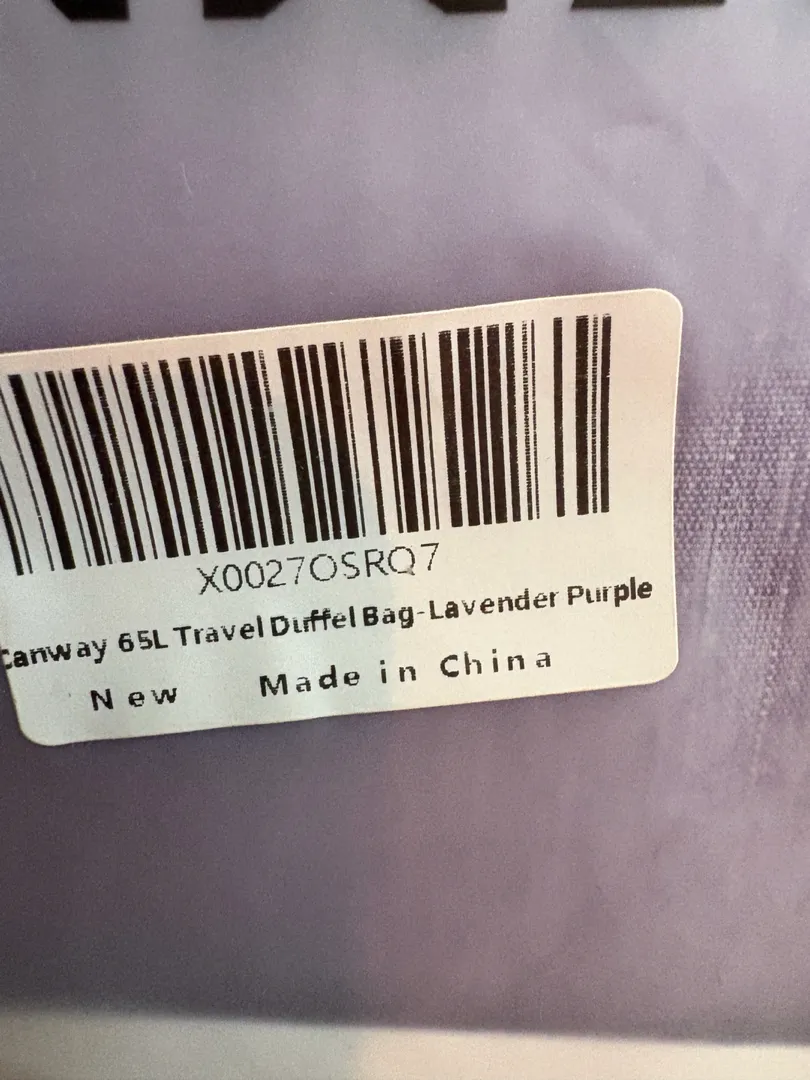 X0027OSRQ7
Canway 65L Travel Duffel Bag-Lavender Purple
New Made in China